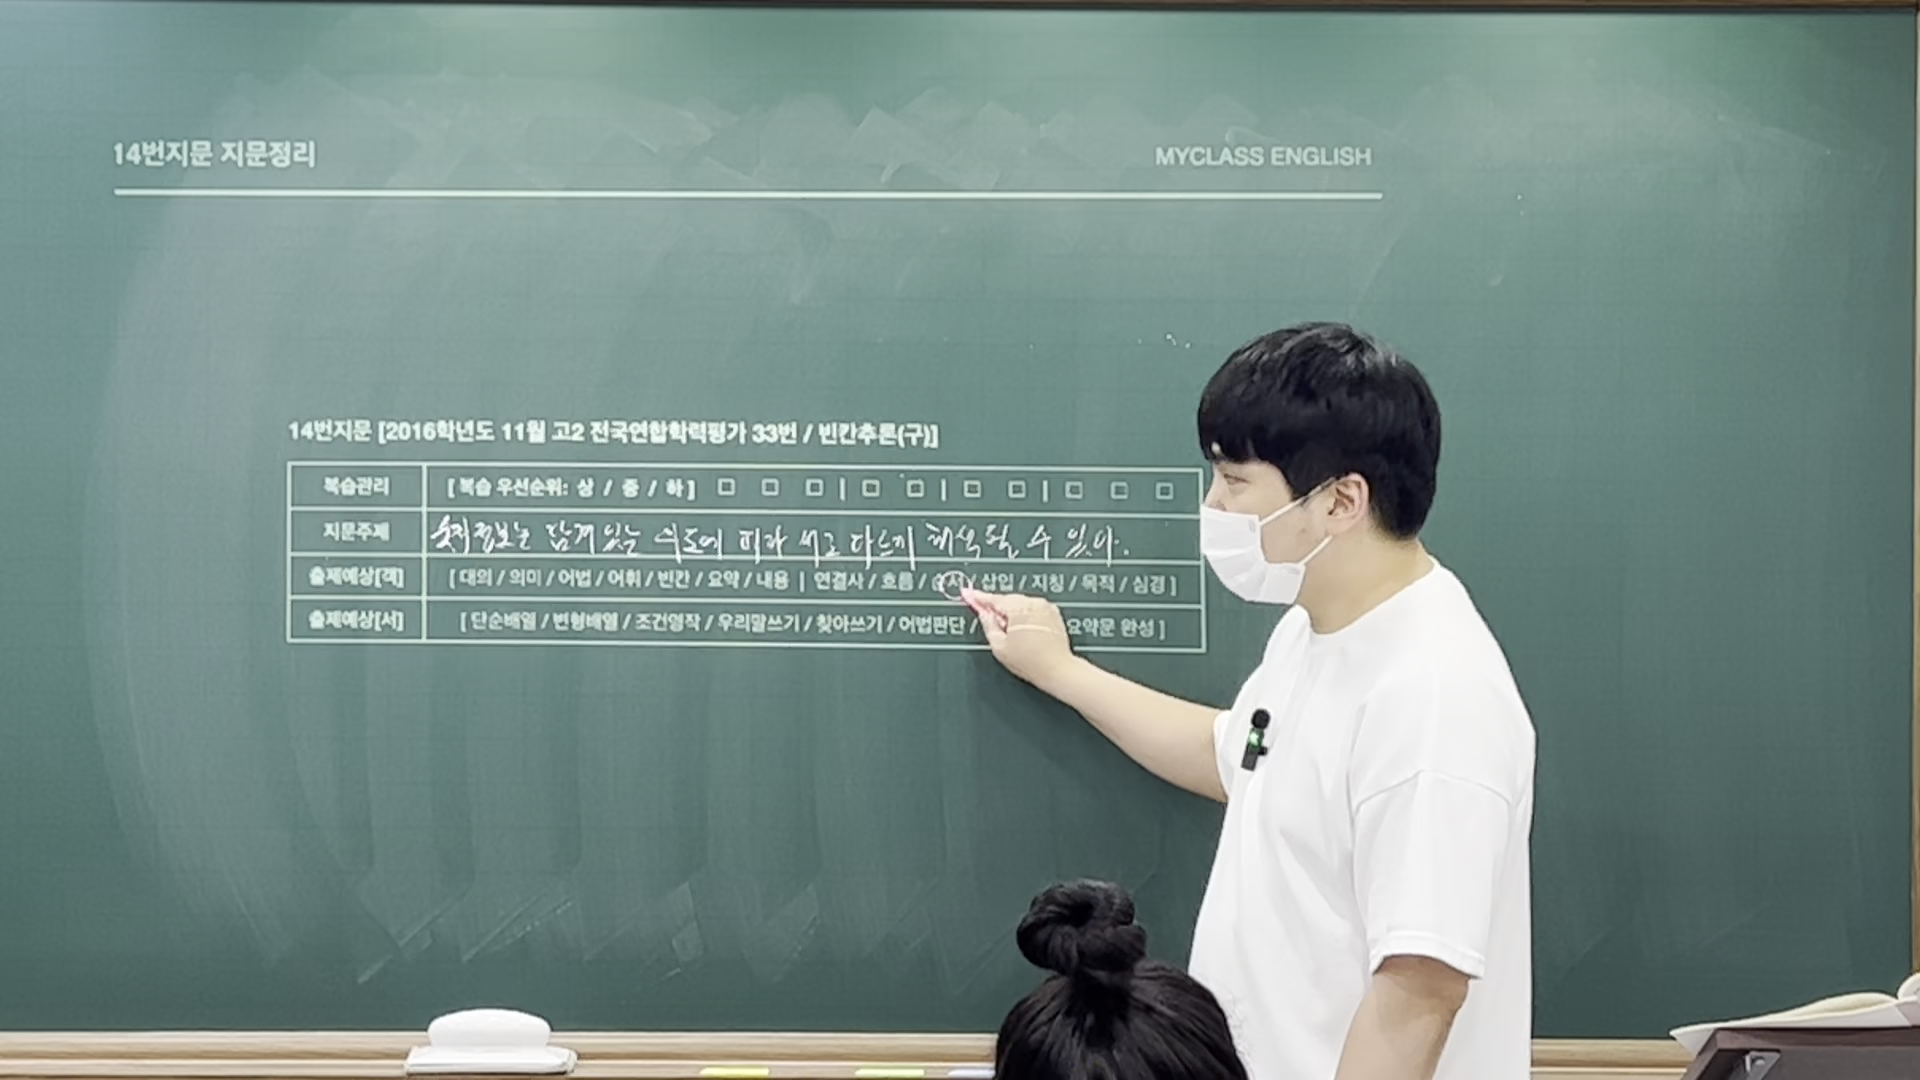 14번지문 지문정리
MYCLASS ENGLISH
14번지문 [2016학년도 11월 고2 전국연합학력평가 33번 / 빈칸추론(구)]
복습관리 [ 복습 우선순위: 상 / 중 / 하 ] □ □ □ | □ □ | □ □ | □ □ □
지문주제 숫자정보는 담겨 있는 의도에 따라 서로 다르게 해석될 수 있다.
출제예상[객] [ 대의 / 의미 / 어법 / 어휘 / 빈칸 / 요약 / 내용 | 연결사 / 흐름 / 순서 / 삽입 / 지칭 / 목적 / 심경 ]
출제예상[서] [ 단순배열 / 변형배열 / 조건영작 / 우리말쓰기 / 찾아쓰기 / 어법판단 / 요약문 완성 ]